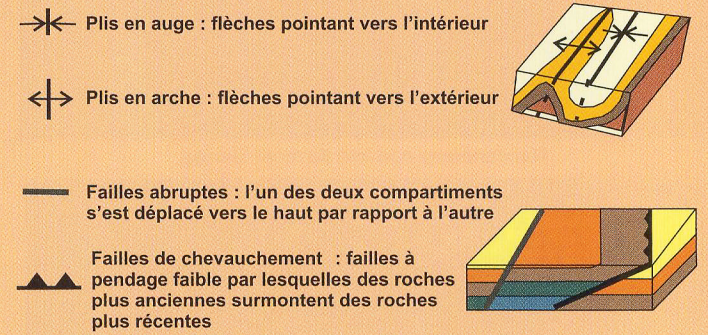 Plis en auge : flèches pointant vers l'intérieur
Plis en arche : flèches pointant vers l'extérieur
Failles abruptes : l'un des deux compartiments
s'est déplacé vers le haut par rapport à l'autre
Failles de chevauchement : failles à
pendage faible par lesquelles des roches
plus anciennes surmontent des roches
plus récentes